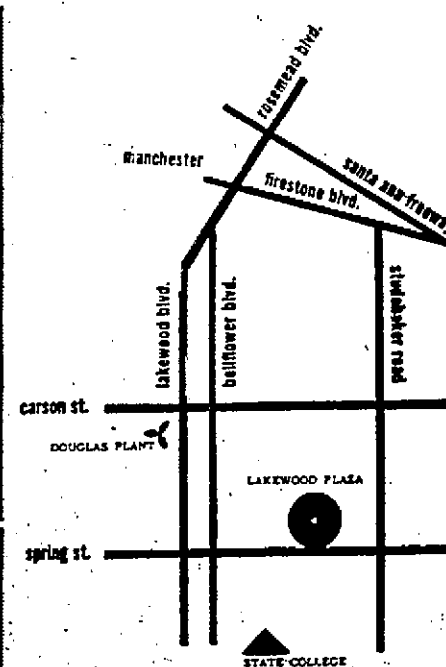 rosemead blvd.
manchester
santa ana freeway
firestone blvd.
lakewood blvd.
bellflower blvd.
studebaker road
carson st.
DOUGLAS PLANT
LAKEWOOD PLAZA
spring st.
STATE COLLEGE